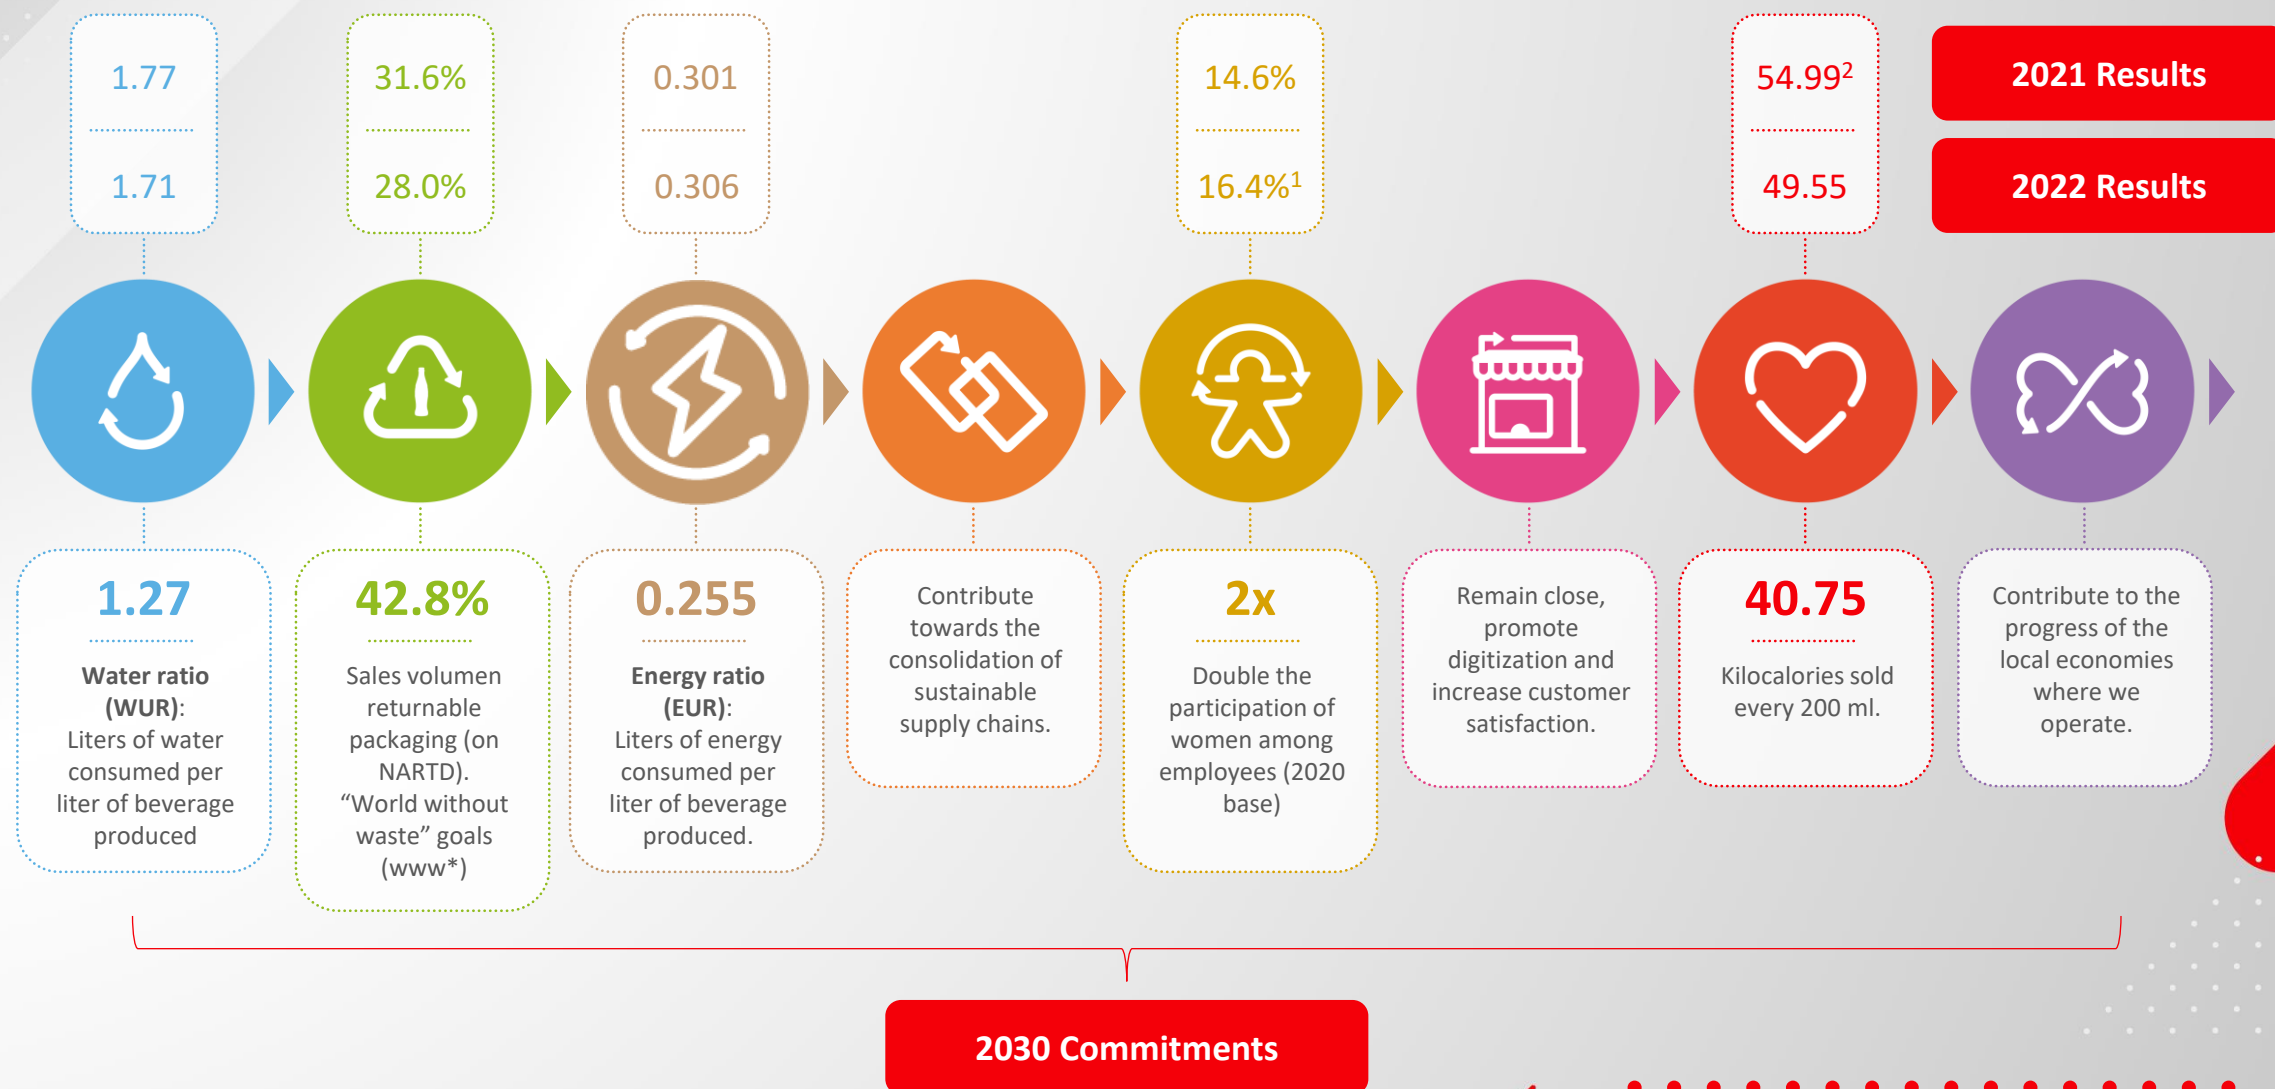 1.77
1.71
31.6%
28.0%
0.301
0.306
14.6%
16.4%¹
54.99²
49.55
2021 Results
2022 Results
1.27
Water ratio
(WUR):
Liters of water
consumed per
liter of beverage
produced
42.8%
Sales volumen
returnable
packaging (on
NARTD).
“World without
waste” goals
(www*)
0.255
Energy ratio
(EUR):
Liters of energy
consumed per
liter of beverage
produced.
Contribute
towards the
consolidation of
sustainable
supply chains.
2x
Double the
participation of
women among
employees (2020
base)
Remain close,
promote
digitization and
increase customer
satisfaction.
40.75
Kilocalories sold
every 200 ml.
Contribute to the
progress of the
local economies
where we
operate.
2030 Commitments